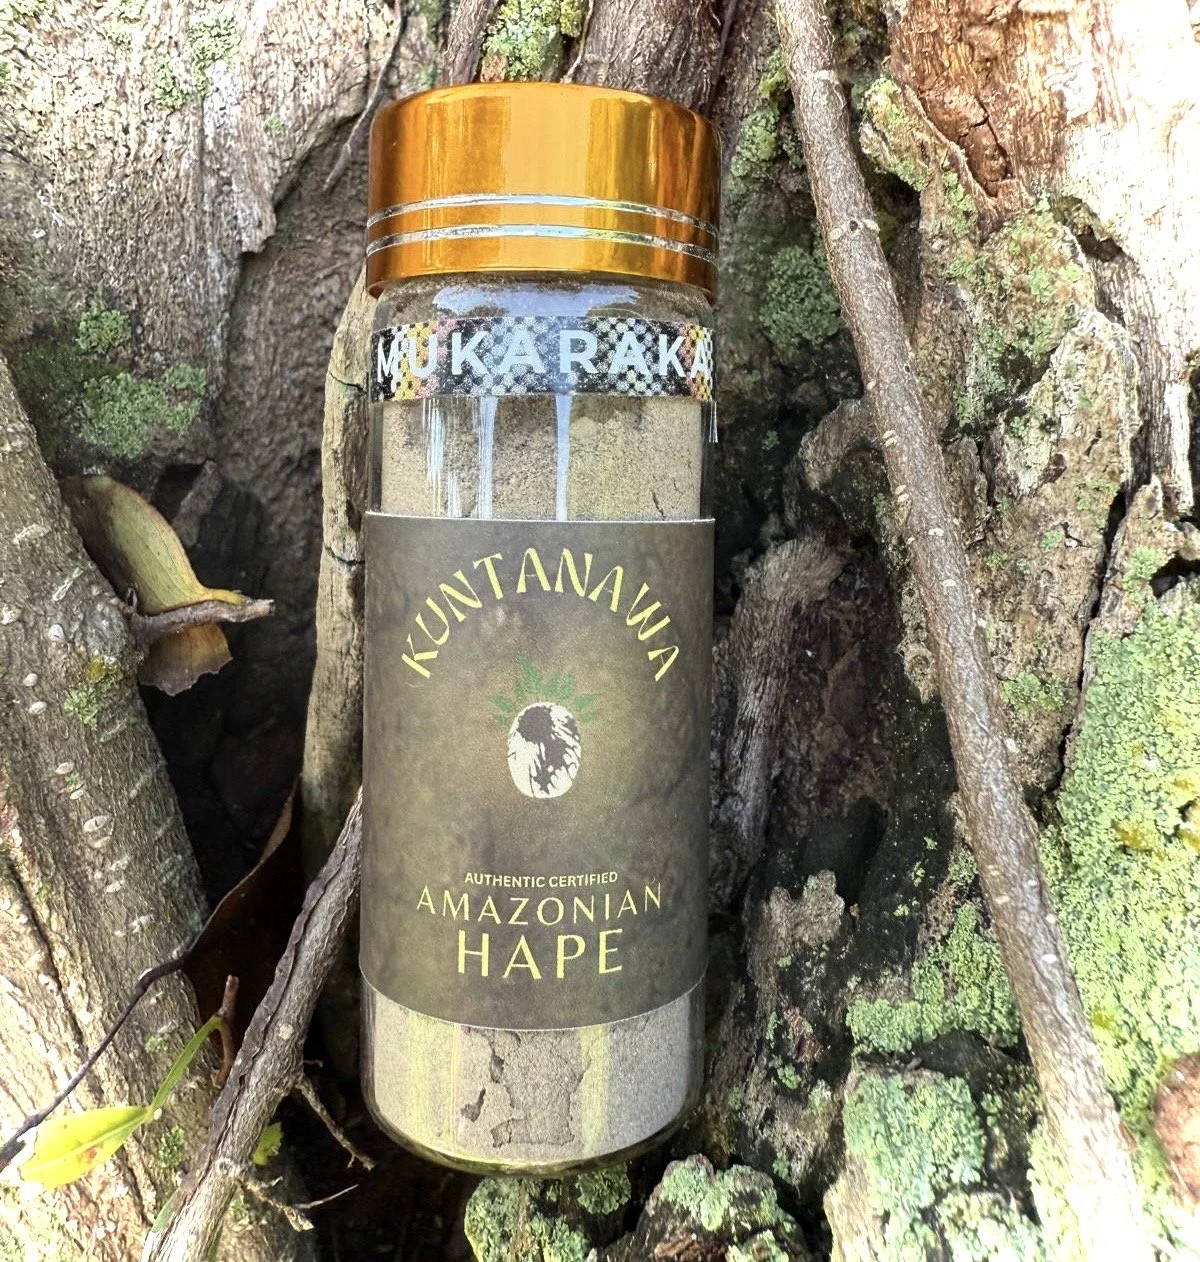 MUKARAKA
KUNTANAWA
AUTHENTIC CERTIFIED
AMAZONIAN
HAPE